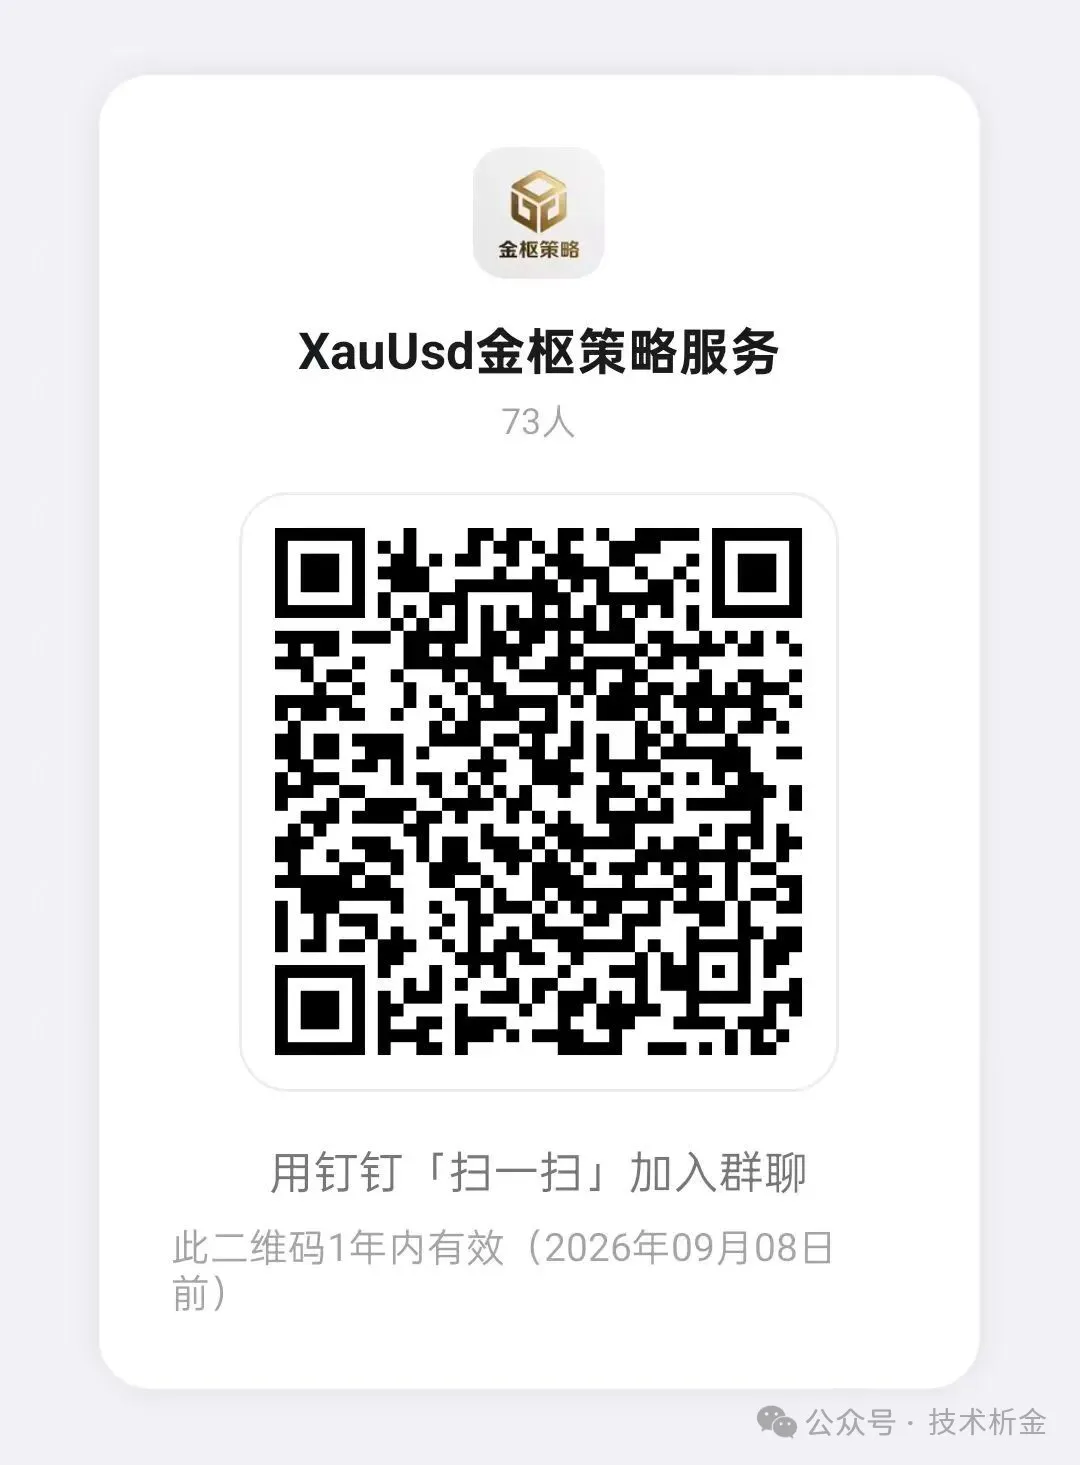 金枢策略
XauUsd金枢策略服务
73人
用钉钉「扫一扫」加入群聊
此二维码1年内有效（2026年09月08日
前）
公众号 · 技术析金